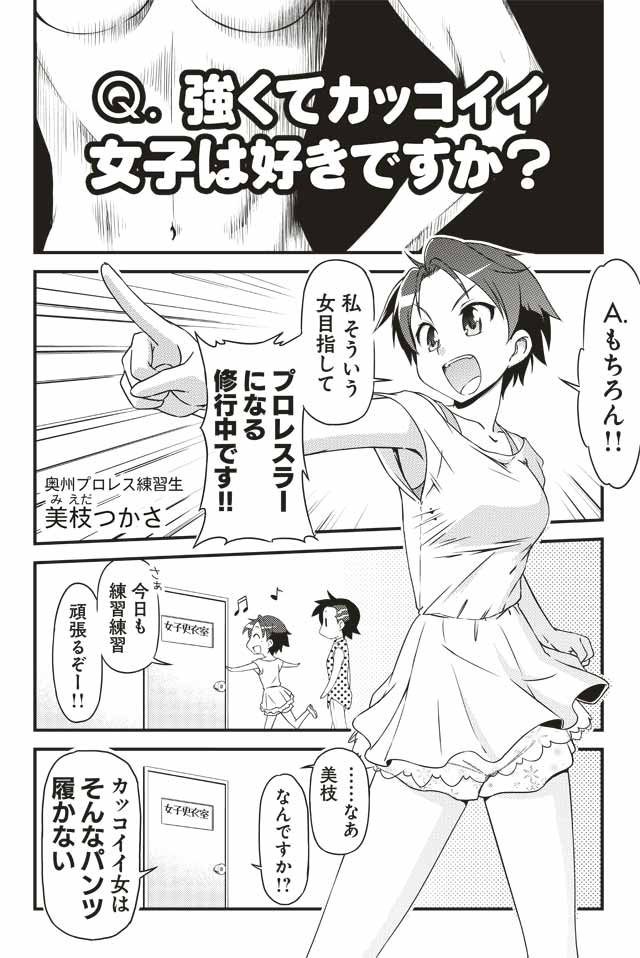 Q. 強くてカッコイイ
女子は好きですか？
A.もちろん!!
私 そういう
女目指して
プロレスラー
になる
修行中です!!
奥州プロレス練習生
みえだ
美枝つかさ
さぁ
今日も
練習練習
頑張るぞー!!
女子更衣室
……なあ
美枝
なんですか!?
女子更衣室
カッコイイ女は
そんなパンツ
履かない